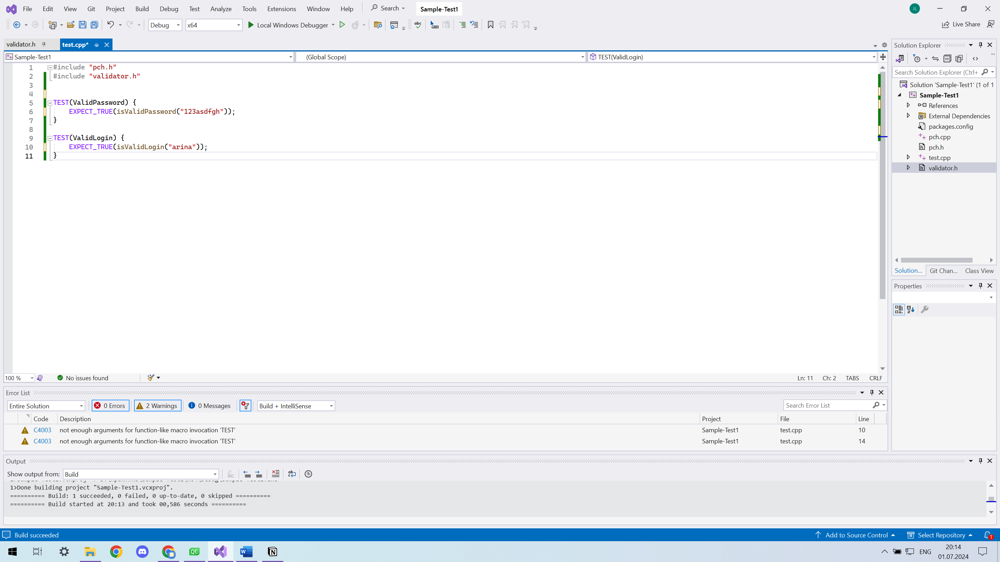 File Edit View Git Project Build Debug Test Analyze Tools Extensions Window Help Search Sample-Test1 JL
Debug x64 Local Windows Debugger Live Share
validator.h test.cpp*
Sample-Test1 (Global Scope) TEST(ValidLogin)
1 #include "pch.h"
2 #include "validator.h"
3
4
5 TEST(ValidPassword) {
6 EXPECT_TRUE(isValidPassword("123asdfgh"));
7 }
8
9 TEST(ValidLogin) {
10 EXPECT_TRUE(isValidLogin("arina"));
11 }
100 % No issues found Ln: 11 Ch: 2 TABS CRLF
Solution Explorer
Search Solution Explorer (Ctrl+
Solution 'Sample-Test1' (1 of 1
Sample-Test1
References
External Dependencies
packages.config
pch.cpp
pch.h
test.cpp
validator.h
Solution... Git Chan... Class View
Properties
Error List
Entire Solution 0 Errors 2 Warnings 0 Messages Build + IntelliSense Search Error List
Code Description Project File Line
C4003 not enough arguments for function-like macro invocation 'TEST' Sample-Test1 test.cpp 10
C4003 not enough arguments for function-like macro invocation 'TEST' Sample-Test1 test.cpp 14
Output
Show output from: Build
1>Done building project "Sample-Test1.vcxproj".
========== Build: 1 succeeded, 0 failed, 0 up-to-date, 0 skipped ==========
========== Build started at 20:13 and took 00,586 seconds ==========
Build succeeded Add to Source Control Select Repository 1
ENG 20:14
01.07.2024